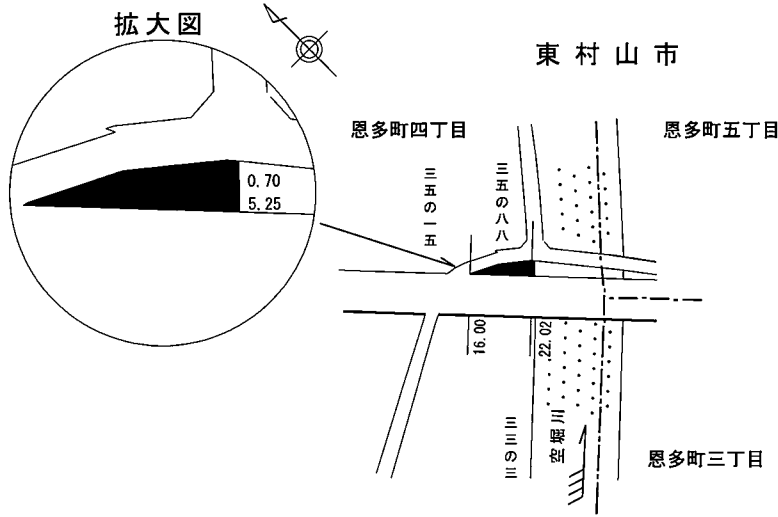 拡大図
東村山市
恩多町四丁目
恩多町五丁目
三五の一五
三五の八八
0.70
5.25
16.00
22.02
三三の三
空堀川
恩多町三丁目